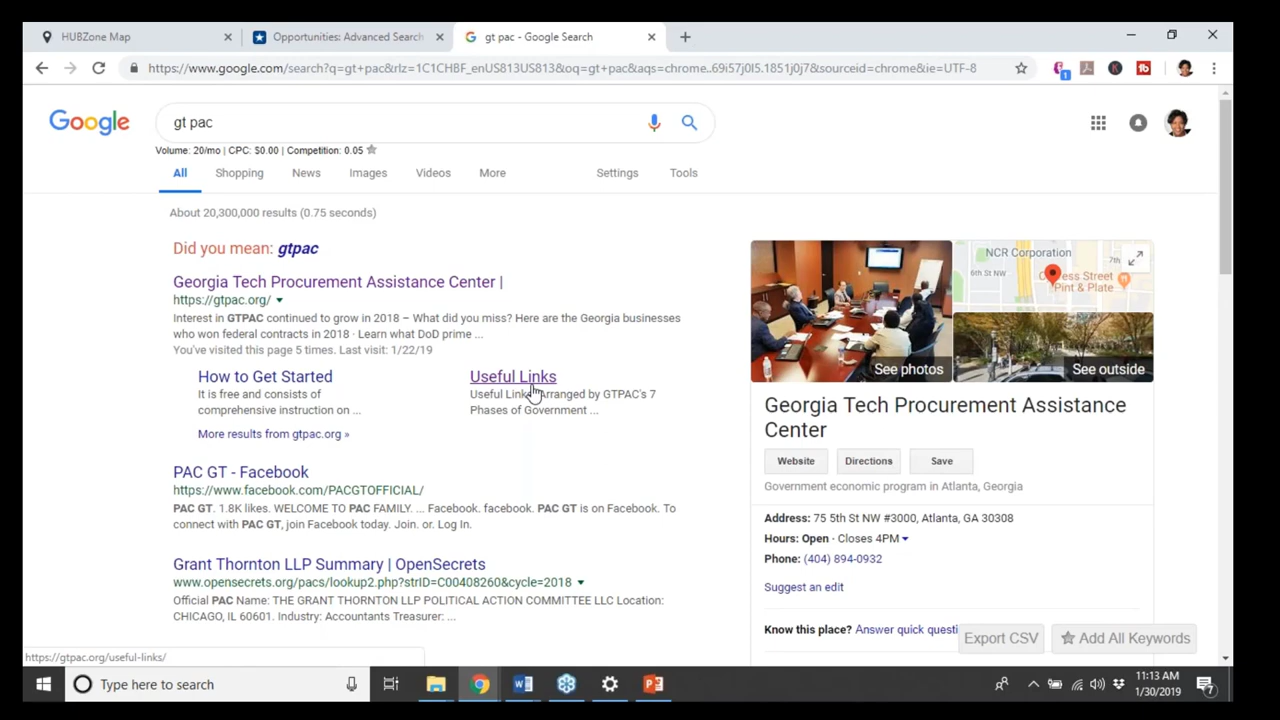 HUBZone Map
Opportunities: Advanced Search
gt pac - Google Search
https://www.google.com/search?q=gt+pac&rlz=1C1CHBF_enUS813US813&oq=gt+pac&aqs=chrome..69i57j0l5.1851j0j7&sourceid=chrome&ie=UTF-8
1
Google
gt pac
Volume: 20/mo | CPC: $0.00 | Competition: 0.05
All
Shopping
News
Images
Videos
More
Settings
Tools
About 20,300,000 results (0.75 seconds)
Did you mean: gtpac
Georgia Tech Procurement Assistance Center |
https://gtpac.org/
Interest in GTPAC continued to grow in 2018 – What did you miss? Here are the Georgia businesses
who won federal contracts in 2018 · Learn what DoD prime ...
You've visited this page 5 times. Last visit: 1/22/19
How to Get Started
It is free and consists of
comprehensive instruction on ...
Useful Links
Useful Links Arranged by GTPAC's 7
Phases of Government ...
More results from gtpac.org »
PAC GT - Facebook
https://www.facebook.com/PACGTOFFICIAL/
PAC GT. 1.8K likes. WELCOME TO PAC FAMILY. ... Facebook. facebook. PAC GT is on Facebook. To
connect with PAC GT, join Facebook today. Join. or Log In.
Grant Thornton LLP Summary | OpenSecrets
www.opensecrets.org/pacs/lookup2.php?strID=C00408260&cycle=2018
Official PAC Name: THE GRANT THORNTON LLP POLITICAL ACTION COMMITTEE LLC Location:
CHICAGO, IL 60601. Industry: Accountants Treasurer: ...
NCR Corporation
6th St NW
7th
ess Street
Pint & Plate
See photos
See outside
Georgia Tech Procurement Assistance
Center
Website
Directions
Save
Government economic program in Atlanta, Georgia
Address: 75 5th St NW #3000, Atlanta, GA 30308
Hours: Open · Closes 4PM
Phone: (404) 894-0932
Suggest an edit
Know this place? Answer quick questi
Export CSV
Add All Keywords
https://gtpac.org/useful-links/
Type here to search
11:13 AM
1/30/2019
7